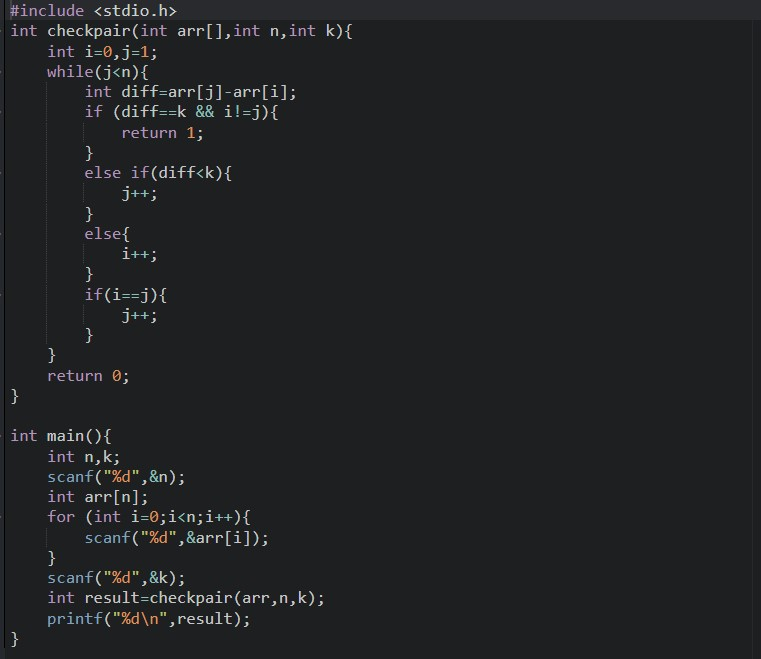 #include <stdio.h>
int checkpair(int arr[],int n,int k){
    int i=0,j=1;
    while(j<n){
        int diff=arr[j]-arr[i];
        if (diff==k && i!=j){
            return 1;
        }
        else if(diff<k){
            j++;
        }
        else{
            i++;
        }
        if(i==j){
            j++;
        }
    }
    return 0;
}

int main(){
    int n,k;
    scanf("%d",&n);
    int arr[n];
    for (int i=0;i<n;i++){
        scanf("%d",&arr[i]);
    }
    scanf("%d",&k);
    int result=checkpair(arr,n,k);
    printf("%d\n",result);
}